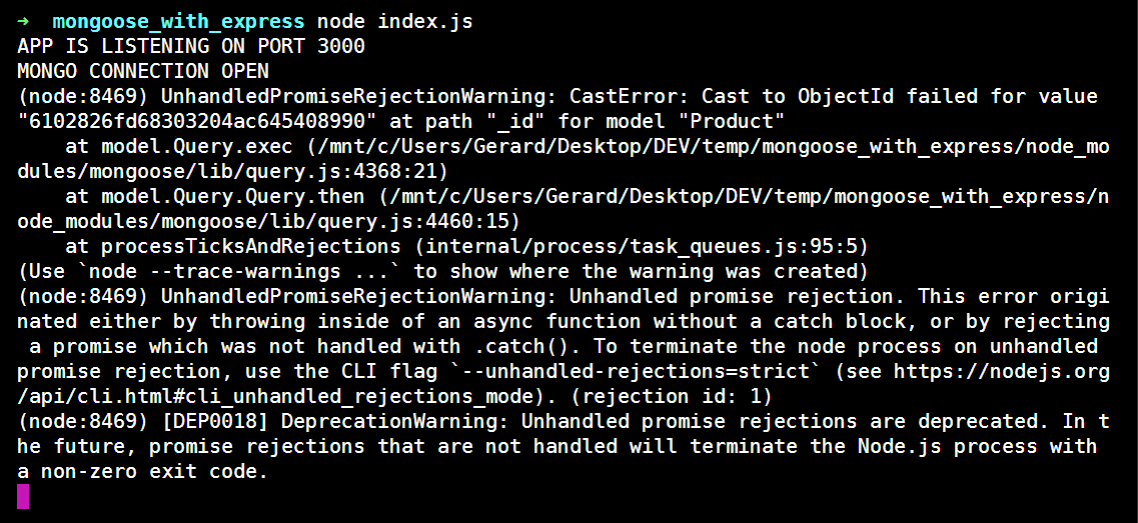 →  mongoose_with_express node index.js
APP IS LISTENING ON PORT 3000
MONGO CONNECTION OPEN
(node:8469) UnhandledPromiseRejectionWarning: CastError: Cast to ObjectId failed for value
"6102826fd68303204ac645408990" at path "_id" for model "Product"
    at model.Query.exec (/mnt/c/Users/Gerard/Desktop/DEV/temp/mongoose_with_express/node_mo
dules/mongoose/lib/query.js:4368:21)
    at model.Query.Query.then (/mnt/c/Users/Gerard/Desktop/DEV/temp/mongoose_with_express/n
ode_modules/mongoose/lib/query.js:4460:15)
    at processTicksAndRejections (internal/process/task_queues.js:95:5)
(Use `node --trace-warnings ...` to show where the warning was created)
(node:8469) UnhandledPromiseRejectionWarning: Unhandled promise rejection. This error origi
nated either by throwing inside of an async function without a catch block, or by rejecting
 a promise which was not handled with .catch(). To terminate the node process on unhandled
promise rejection, use the CLI flag `--unhandled-rejections=strict` (see https://nodejs.org
/api/cli.html#cli_unhandled_rejections_mode). (rejection id: 1)
(node:8469) [DEP0018] DeprecationWarning: Unhandled promise rejections are deprecated. In t
he future, promise rejections that are not handled will terminate the Node.js process with
a non-zero exit code.